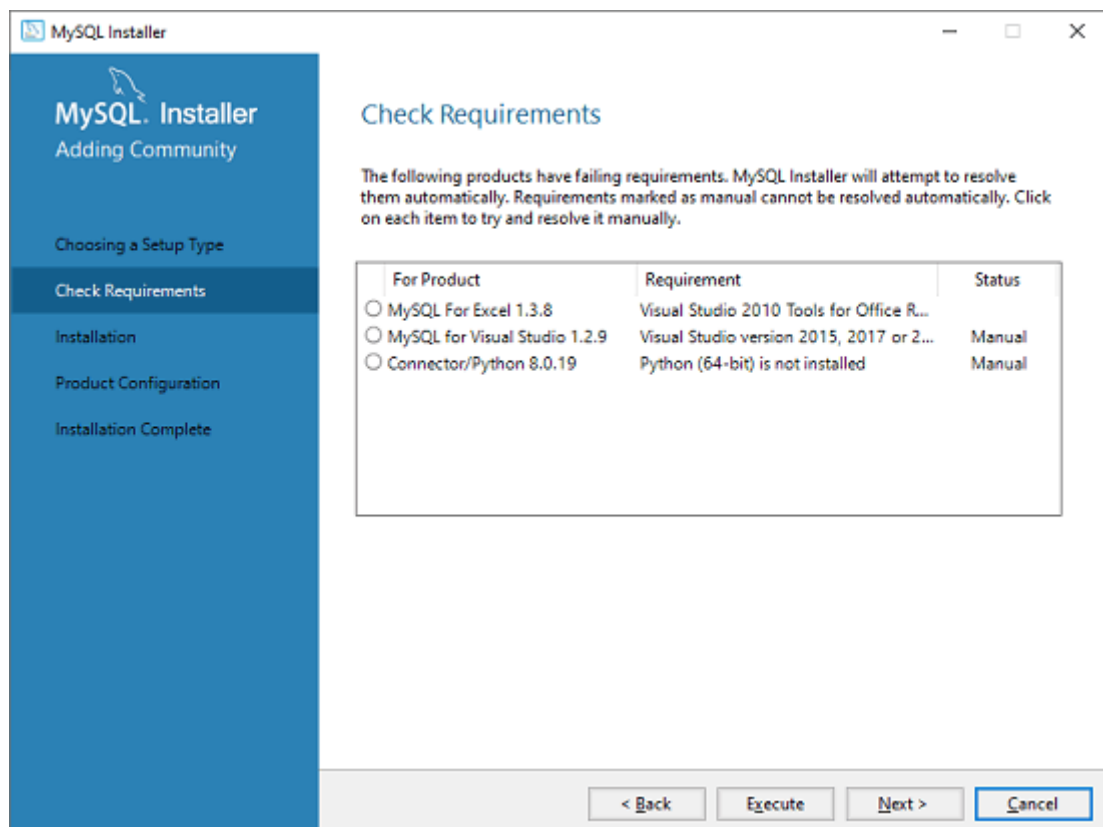 MySQL Installer
MySQL. Installer
Adding Community
Choosing a Setup Type
Check Requirements
Installation
Product Configuration
Installation Complete
Check Requirements
The following products have failing requirements. MySQL Installer will attempt to resolve
them automatically. Requirements marked as manual cannot be resolved automatically. Click
on each item to try and resolve it manually.
For Product Requirement Status
MySQL For Excel 1.3.8 Visual Studio 2010 Tools for Office R...
MySQL for Visual Studio 1.2.9 Visual Studio version 2015, 2017 or 2... Manual
Connector/Python 8.0.19 Python (64-bit) is not installed Manual
< Back Execute Next > Cancel